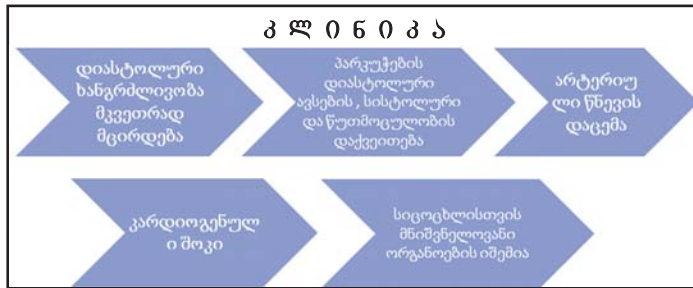 კ ლ ი ნ ი კ ა
დიასტოლური
ხანგრძლივობა
მკვეთრად
მცირდება
პარკუჭების
დიასტოლური
ავსების , სისტოლური
და წუთმოცულობის
დაქვეითება
არტერიუ
ლი წნევის
დაცემა
კარდიოგენულ
ი შოკი
სიცოცხლისთვის
მნიშვნელოვანი
ორგანოების იშემია